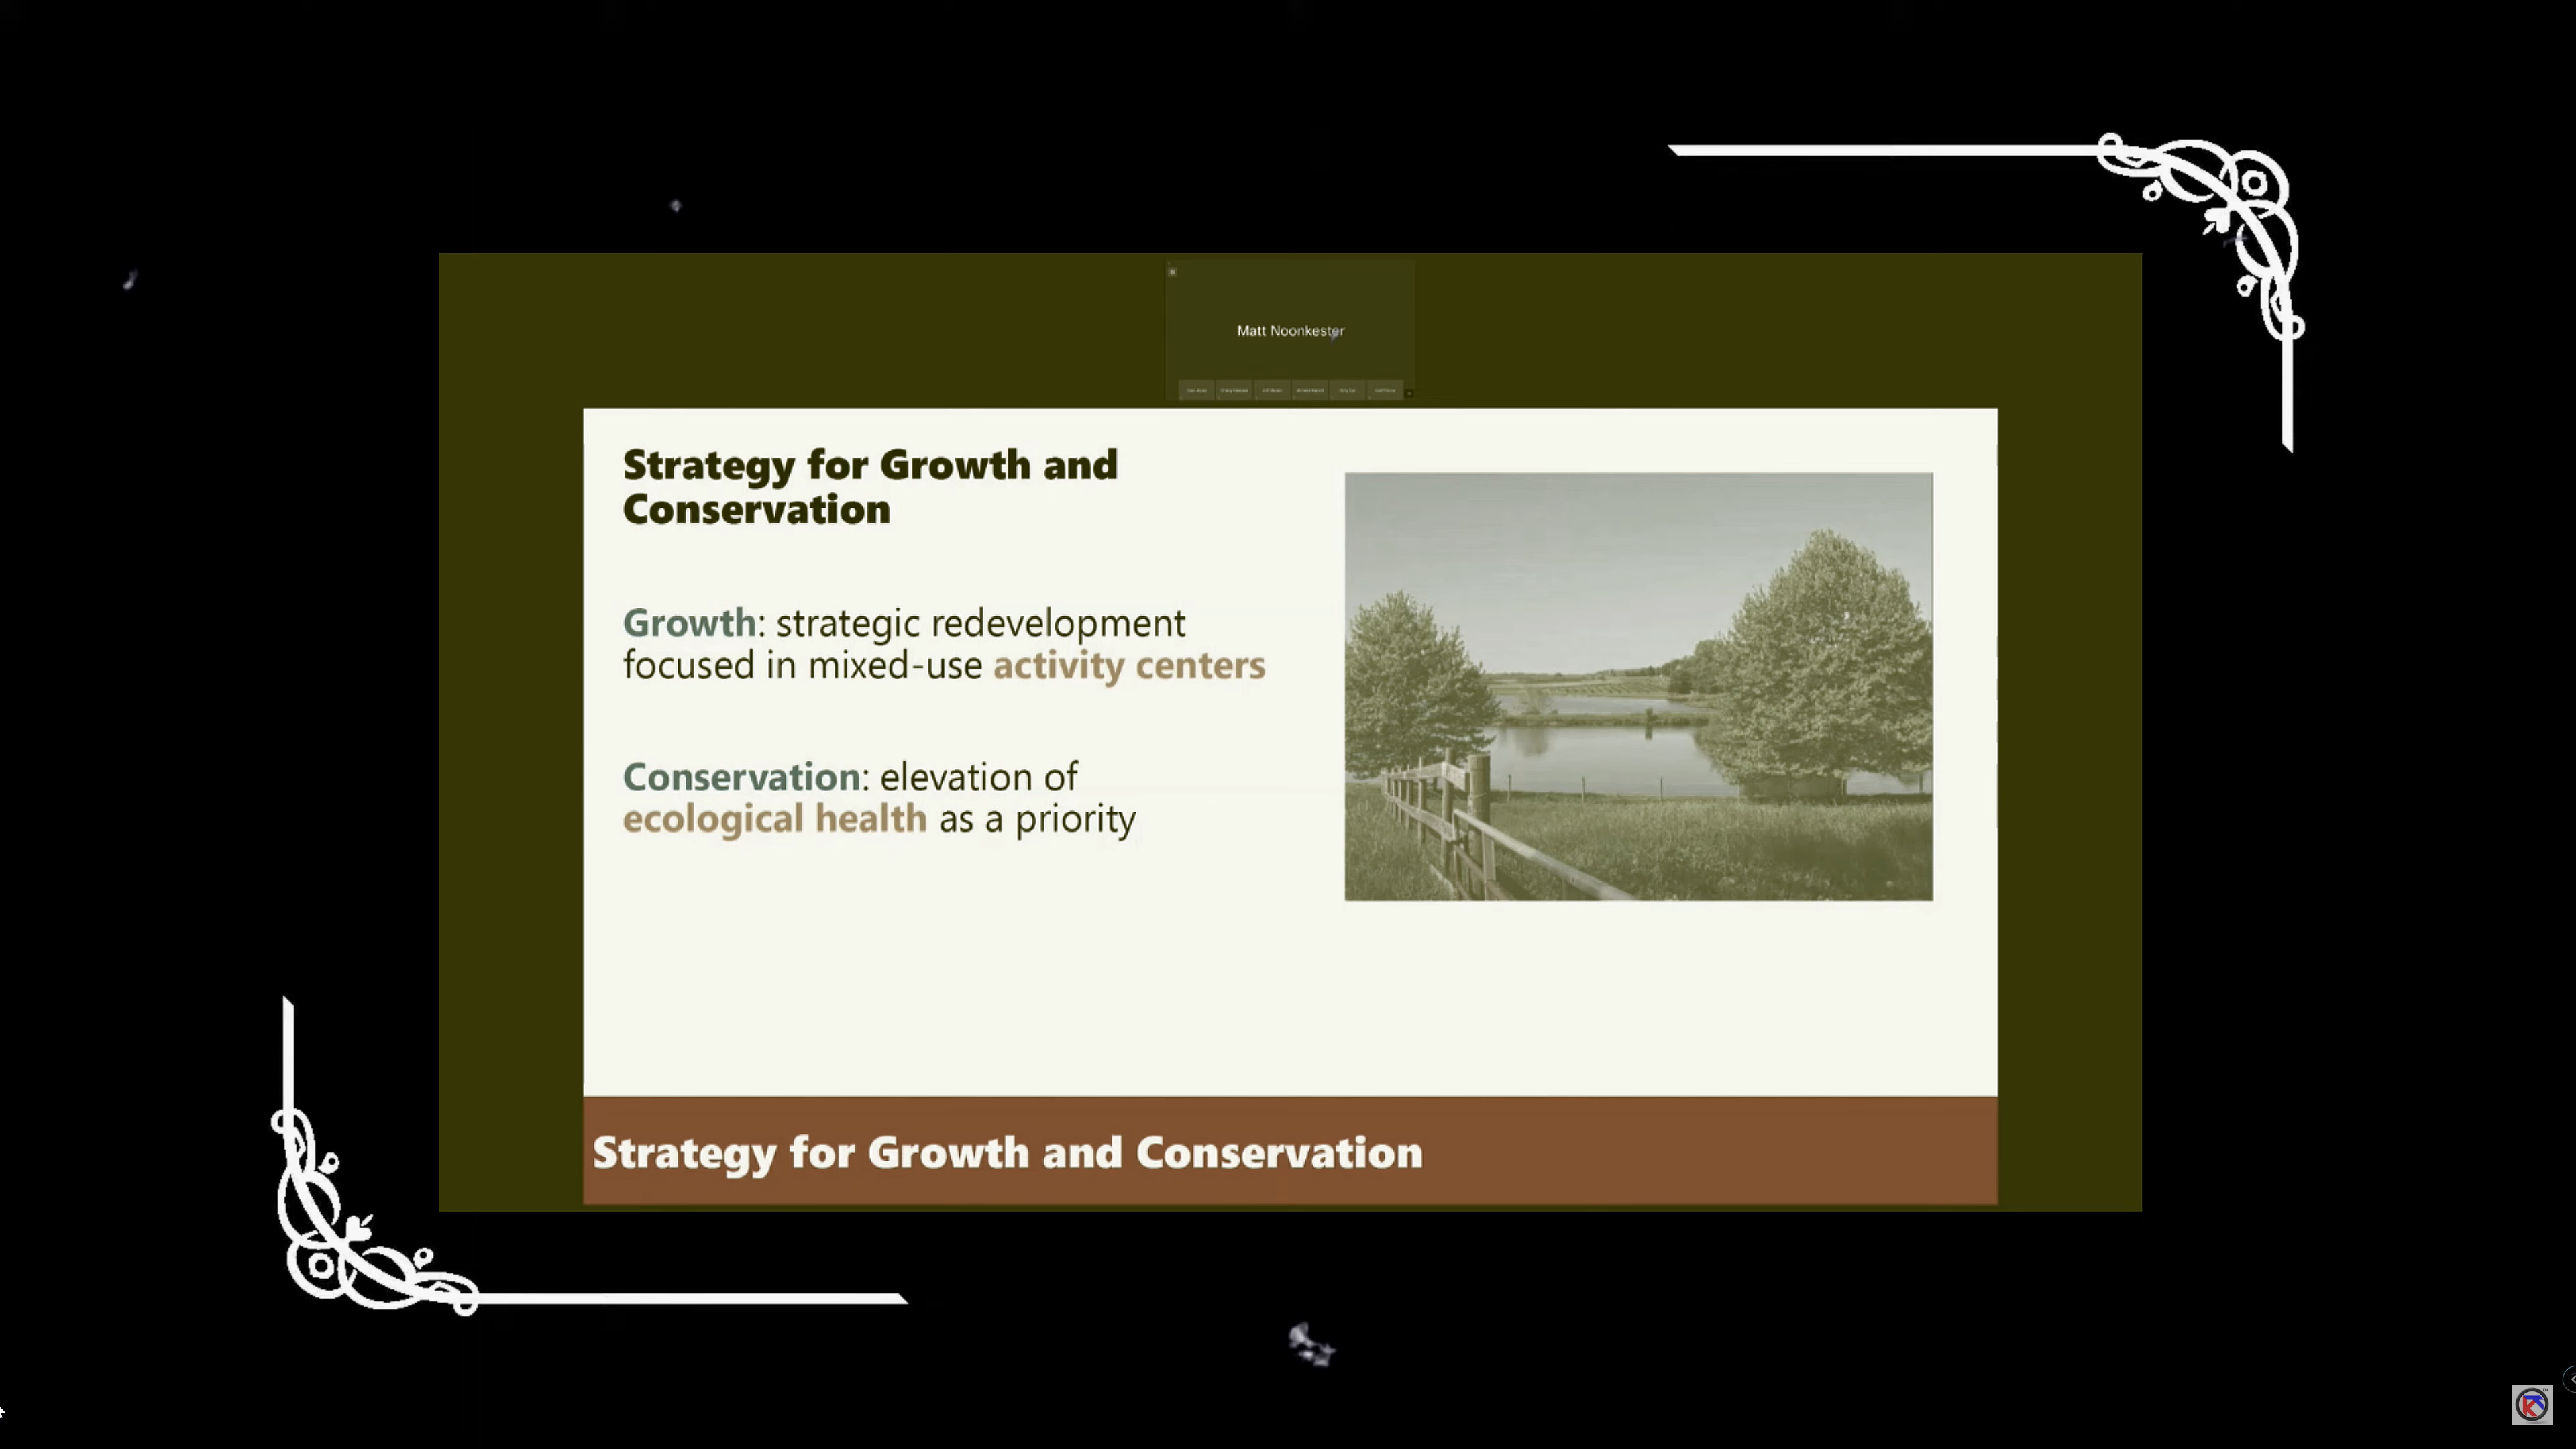 Matt Noonkester
Strategy for Growth and
Conservation
Growth: strategic redevelopment
focused in mixed-use activity centers
Conservation: elevation of
ecological health as a priority
Strategy for Growth and Conservation